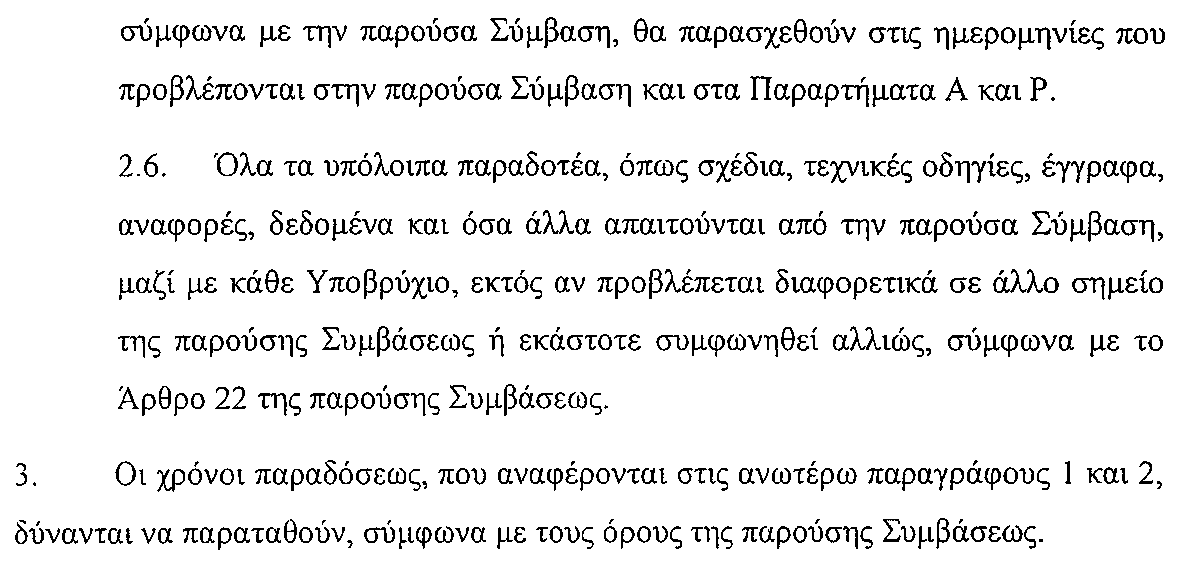 σύμφωνα με την παρούσα Σύμβαση, θα παρασχεθούν στις ημερομηνίες που
προβλέπονται στην παρούσα Σύμβαση και στα Παραρτήματα Α και Ρ.
2.6. Όλα τα υπόλοιπα παραδοτέα, όπως σχέδια, τεχνικές οδηγίες, έγγραφα,
αναφορές, δεδομένα και όσα άλλα απαιτούνται από την παρούσα Σύμβαση,
μαζί με κάθε Υποβρύχιο, εκτός αν προβλέπεται διαφορετικά σε άλλο σημείο
της παρούσης Συμβάσεως ή εκάστοτε συμφωνηθεί αλλιώς, σύμφωνα με το
Άρθρο 22 της παρούσης Συμβάσεως.
3. Οι χρόνοι παραδόσεως, που αναφέρονται στις ανωτέρω παραγράφους 1 και 2,
δύνανται να παραταθούν, σύμφωνα με τους όρους της παρούσης Συμβάσεως.